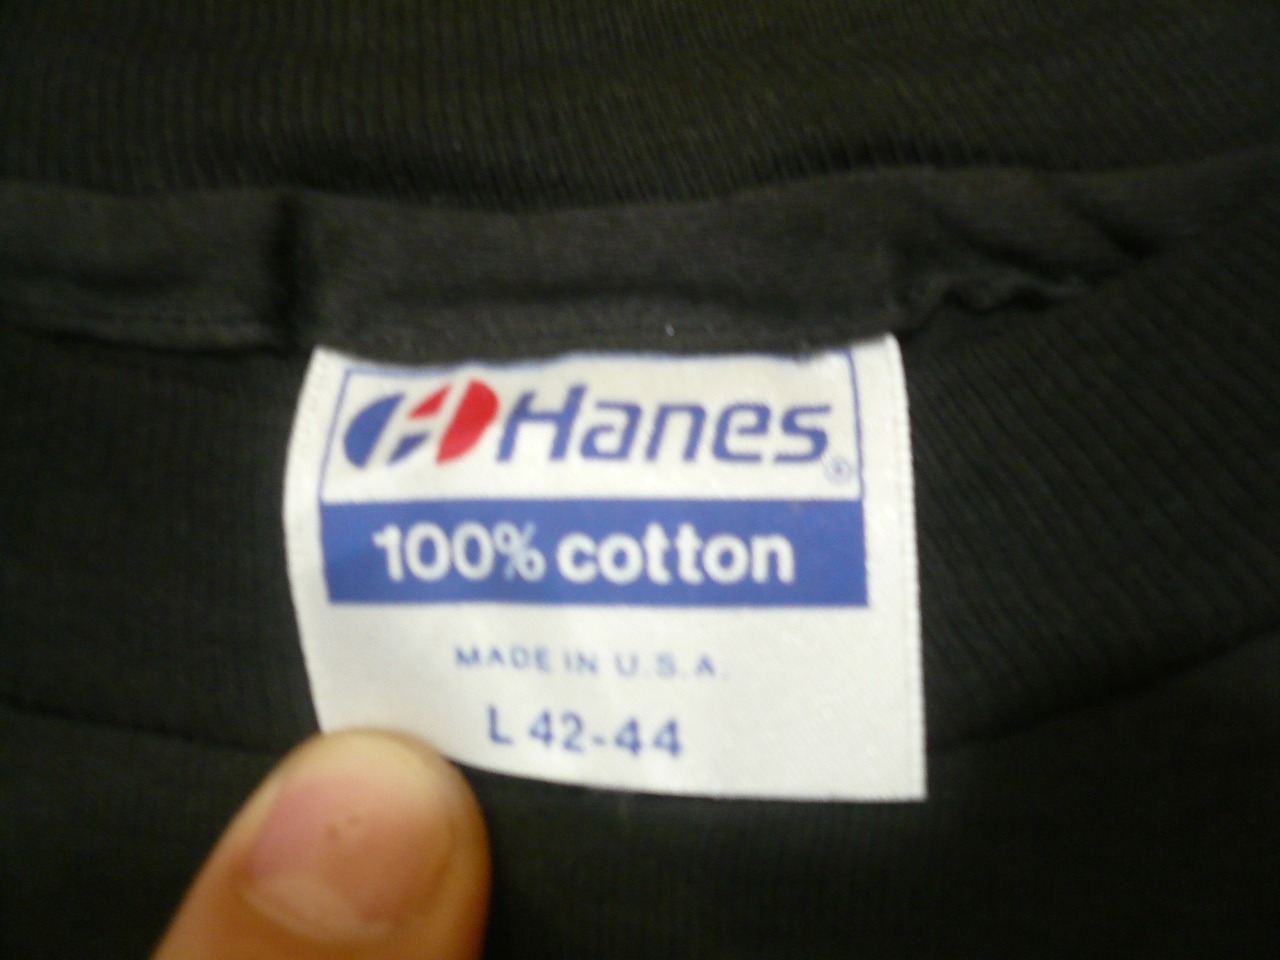 Hanes®
100% cotton
MADE IN U.S.A.
L 42-44